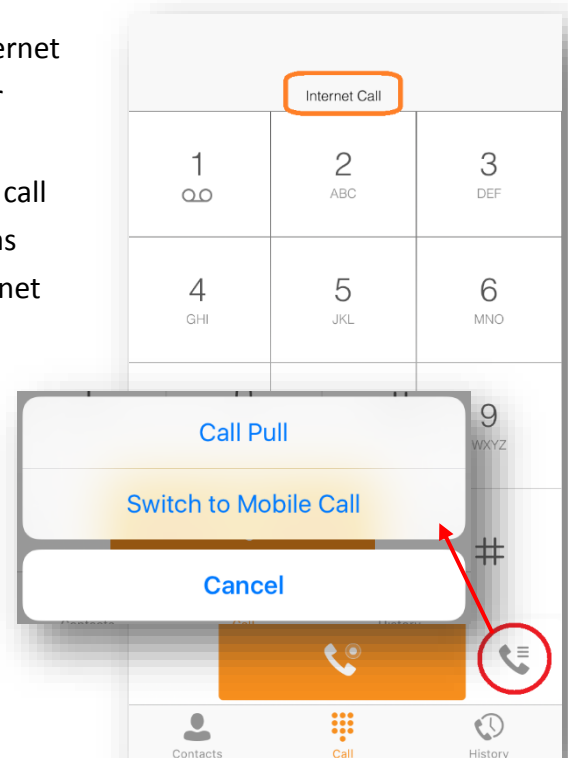 ernet
call
net
Internet Call
1
2
ABC
3
DEF
4
GHI
5
JKL
6
MNO
9
WXYZ
Call Pull
Switch to Mobile Call
Cancel
#
Contacts
Call
History